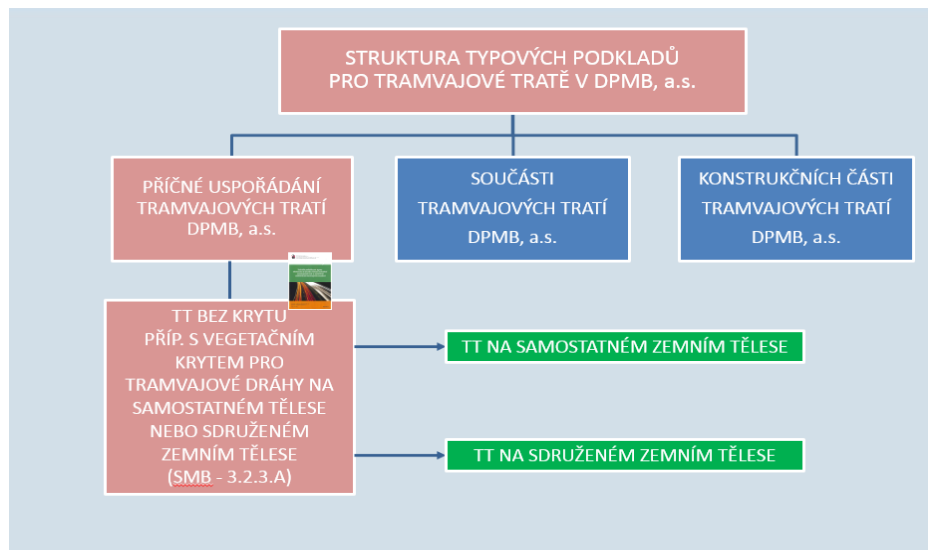 STRUKTURA TYPOVÝCH PODKLADŮ
PRO TRAMVAJOVÉ TRATĚ V DPMB, a.s.
PŘÍČNÉ USPOŘÁDÁNÍ
TRAMVAJOVÝCH TRATÍ
DPMB, a.s.
SOUČÁSTI
TRAMVAJOVÝCH TRATÍ
DPMB, a.s.
KONSTRUKČNÍCH ČÁSTI
TRAMVAJOVÝCH TRATÍ
DPMB, a.s.
TT BEZ KRYTU
PŘÍP. S VEGETAČNÍM
KRYTEM PRO
TRAMVAJOVÉ DRÁHY NA
SAMOSTATNÉM TĚLESE
NEBO SDRUŽENÉM
ZEMNÍM TĚLESE
(SMB - 3.2.3.A)
TT NA SAMOSTATNÉM ZEMNÍM TĚLESE
TT NA SDRUŽENÉM ZEMNÍM TĚLESE